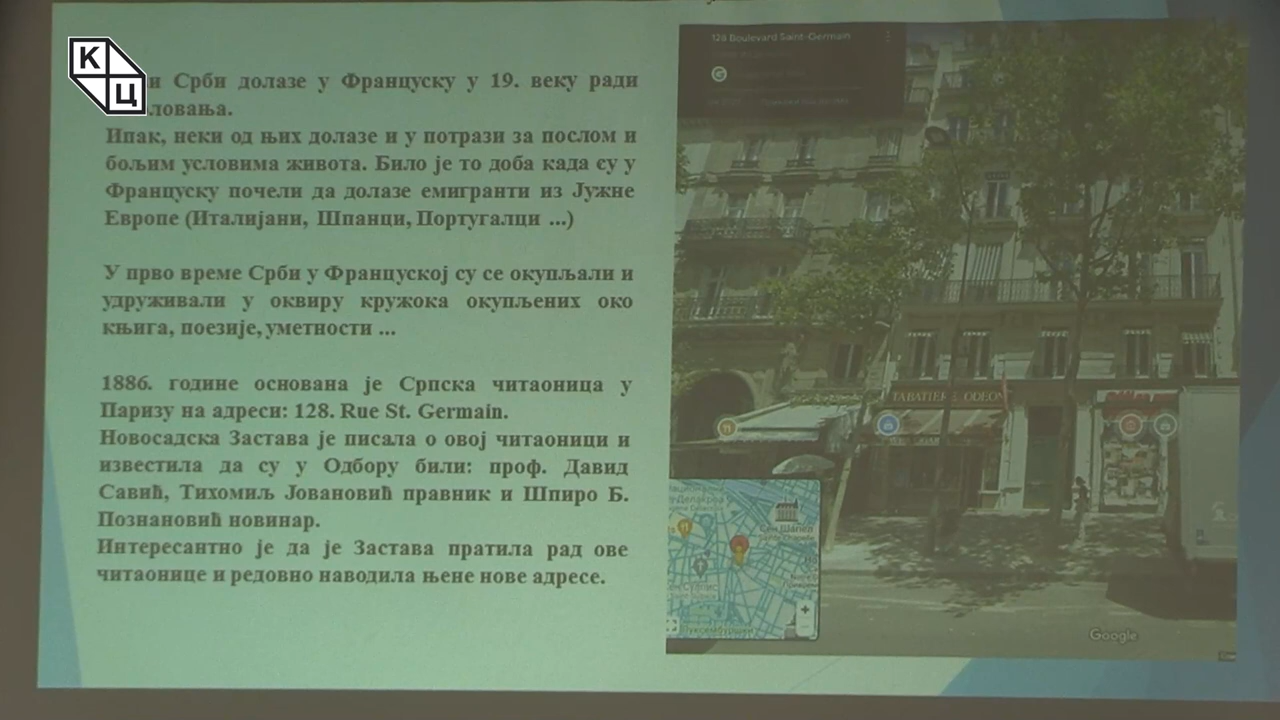 К
Ц
и Срби долазе у Француску у 19. веку ради
ловања.
Ипак, неки од њих долазе и у потрази за послом и
бољим условима живота. Било је то доба када су у
Француску почели да долазе емигранти из Јужне
Европе (Италијани, Шпанци, Португалци ...)
У прво време Срби у Француској су се окупљали и
удруживали у оквиру кружока окупљених око
књига, поезије, уметности ...
1886. године основана је Српска читаоница у
Паризу на адреси: 128. Rue St. Germain.
Новосадска Застава је писала о овој читаоници и
известила да су у Одбору били: проф. Давид
Савић, Тихомиљ Јовановић правник и Шпиро Б.
Познановић новинар.
Интересантно је да је Застава пратила рад ове
читаонице и редовно наводила њене нове адресе.
128 Boulevard Saint-Germain
TABATIERE ODEON
Google